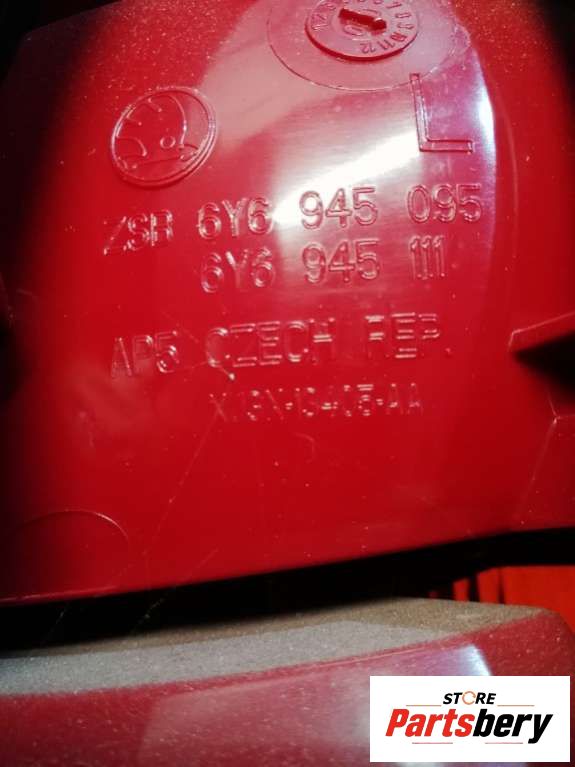 L
ZSB 6Y6 945 095
6Y6 945 111
AP5 CZECH REP.
STORE
Partsbery